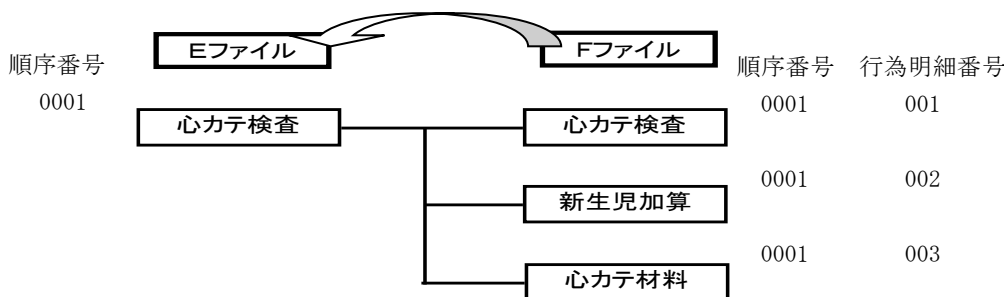 Eファイル
Fファイル
順序番号
順序番号 行為明細番号
0001
心カテ検査
心カテ検査
0001 001
新生児加算
0001 002
心カテ材料
0001 003